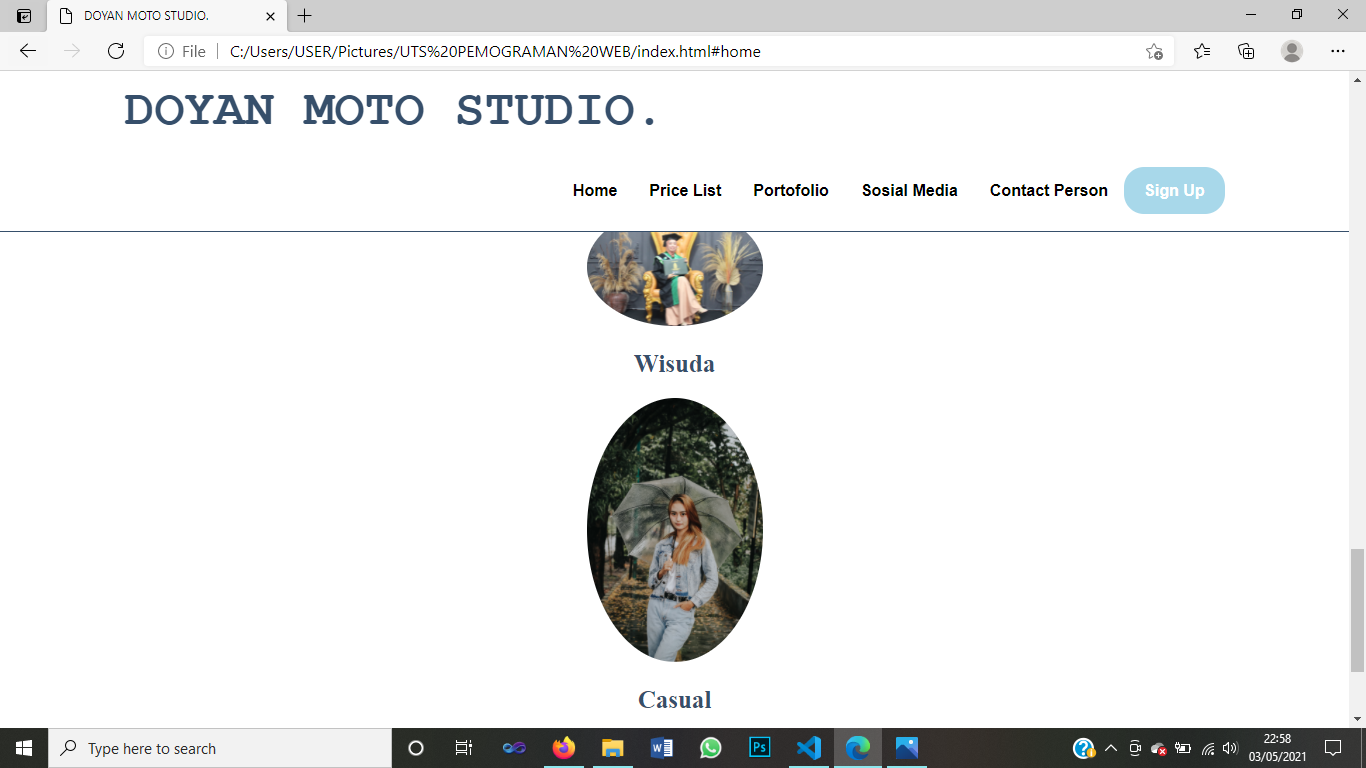 DOYAN MOTO STUDIO.
File
C:/Users/USER/Pictures/UTS%20PEMOGRAMAN%20WEB/index.html#home
DOYAN MOTO STUDIO.
Home Price List Portofolio Sosial Media Contact Person Sign Up
Wisuda
Casual
Type here to search
22:58
03/05/2021